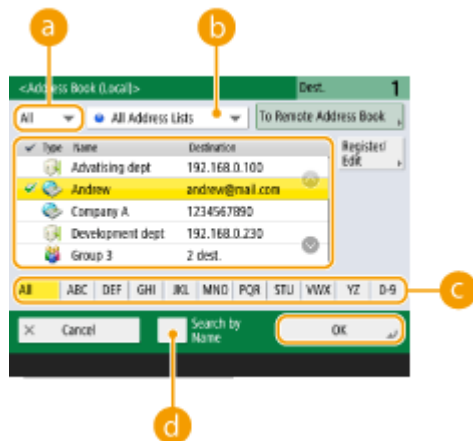 a
b
<Address Book (Local)> Dest. 1
All All Address Lists To Remote Address Book
Type Name Destination Register/
Edit
Advatising dept 192.168.0.100
Andrew andrew@mail.com
Company A 1234567890
Development dept 192.168.0.230
Group 3 2 dest.
All ABC DEF GHI JKL MNO PQR STU VWX YZ 0-9
c
× Cancel Search by
Name OK
d